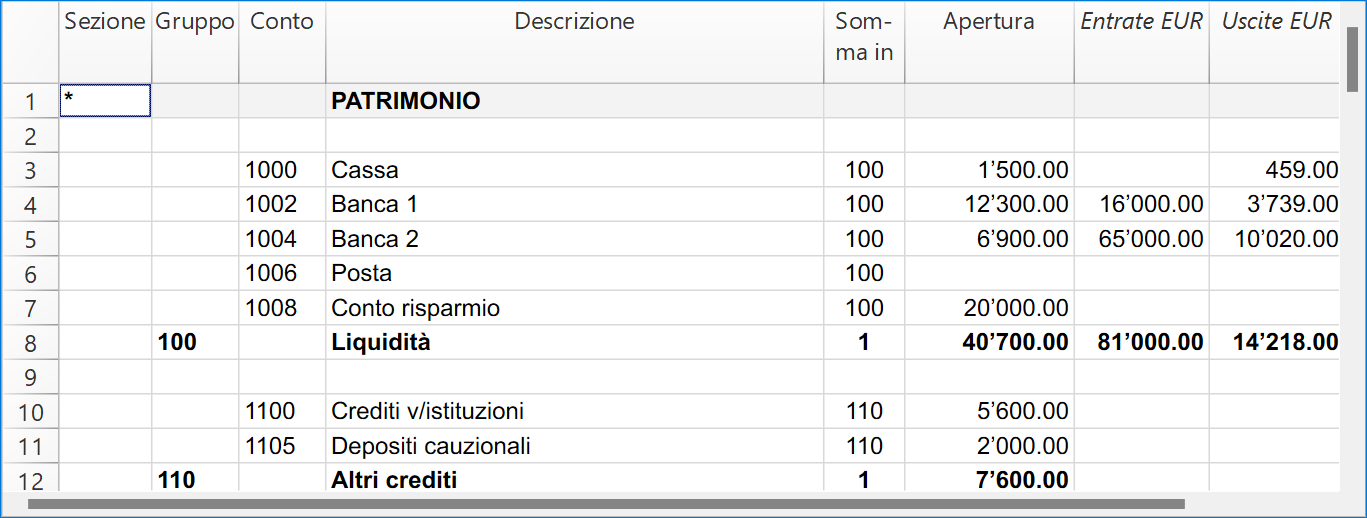 Sezione Gruppo Conto Descrizione Som- Apertura Entrate EUR Uscite EUR
ma in
1 * PATRIMONIO
2
3 1000 Cassa 100 1’500.00 459.00
4 1002 Banca 1 100 12’300.00 16’000.00 3’739.00
5 1004 Banca 2 100 6’900.00 65’000.00 10’020.00
6 1006 Posta 100
7 1008 Conto risparmio 100 20’000.00
8 100 Liquidità 1 40’700.00 81’000.00 14’218.00
9
10 1100 Crediti v/istituzioni 110 5’600.00
11 1105 Depositi cauzionali 110 2’000.00
12 110 Altri crediti 1 7’600.00